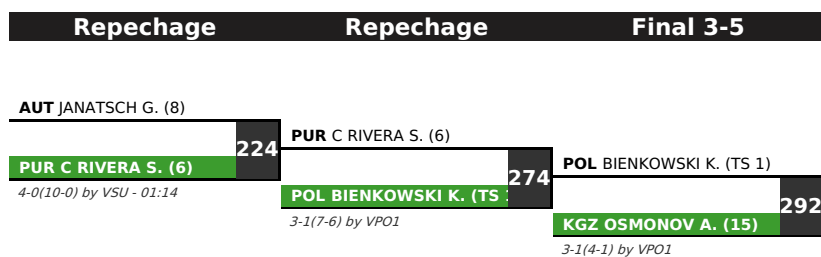 Repechage
Repechage
Final 3-5
AUT JANATSCH G. (8)
224
PUR C RIVERA S. (6)
4-0(10-0) by VSU - 01:14
PUR C RIVERA S. (6)
274
POL BIENKOWSKI K. (TS
3-1(7-6) by VPO1
POL BIENKOWSKI K. (TS 1)
292
KGZ OSMONOV A. (15)
3-1(4-1) by VPO1